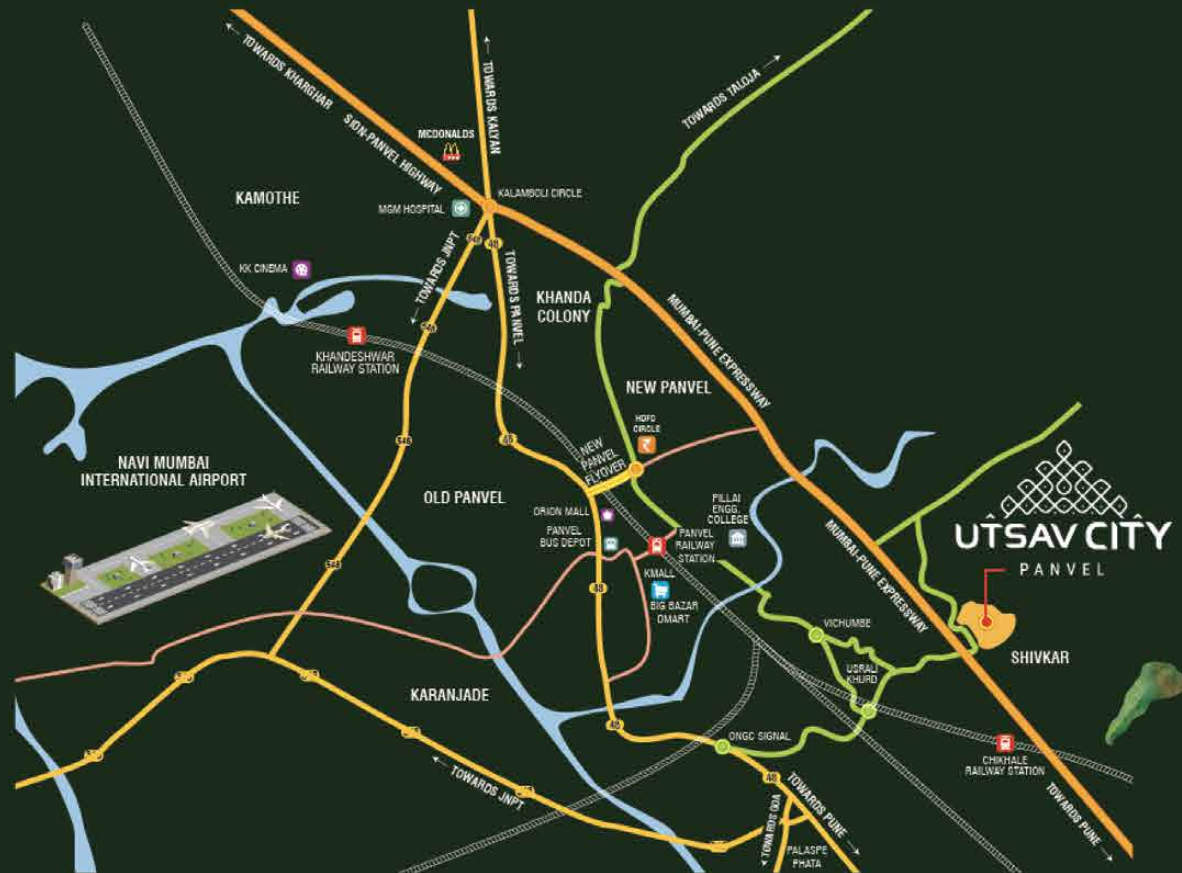 TOWARDS KHARGHAR
SION-PANVEL HIGHWAY
TOWARDS KALYAN
TOWARDS TALOJA
MCDONALDS
KAMOTHE
MGM HOSPITAL
KALAMBOLI CIRCLE
548
48
KK CINEMA
TOWARDS JNPT
TOWARDS PANVEL
KHANDA
COLONY
MUMBAI-PUNE EXPRESSWAY
548
KHANDESHWAR
RAILWAY STATION
NEW PANVEL
HDFC
CIRCLE
548
48
NEW
PANVEL
FLYOVER
NAVI MUMBAI
INTERNATIONAL AIRPORT
OLD PANVEL
ORION MALL
PANVEL
BUS DEPOT
PILLAI
ENGG.
COLLEGE
PANVEL
RAILWAY
STATION
MUMBAI-PUNE EXPRESSWAY
UTSAV CITY
PANVEL
548
48
KMALL
BIG BAZAR
DMART
VICHUMBE
SHIVKAR
USRALI
KHURD
KARANJADE
48
ONGC SIGNAL
CHIKHALE
RAILWAY STATION
48
TOWARDS JNPT
TOWARDS GOA
TOWARDS PUNE
TOWARDS PUNE
PALASPE
PHATA